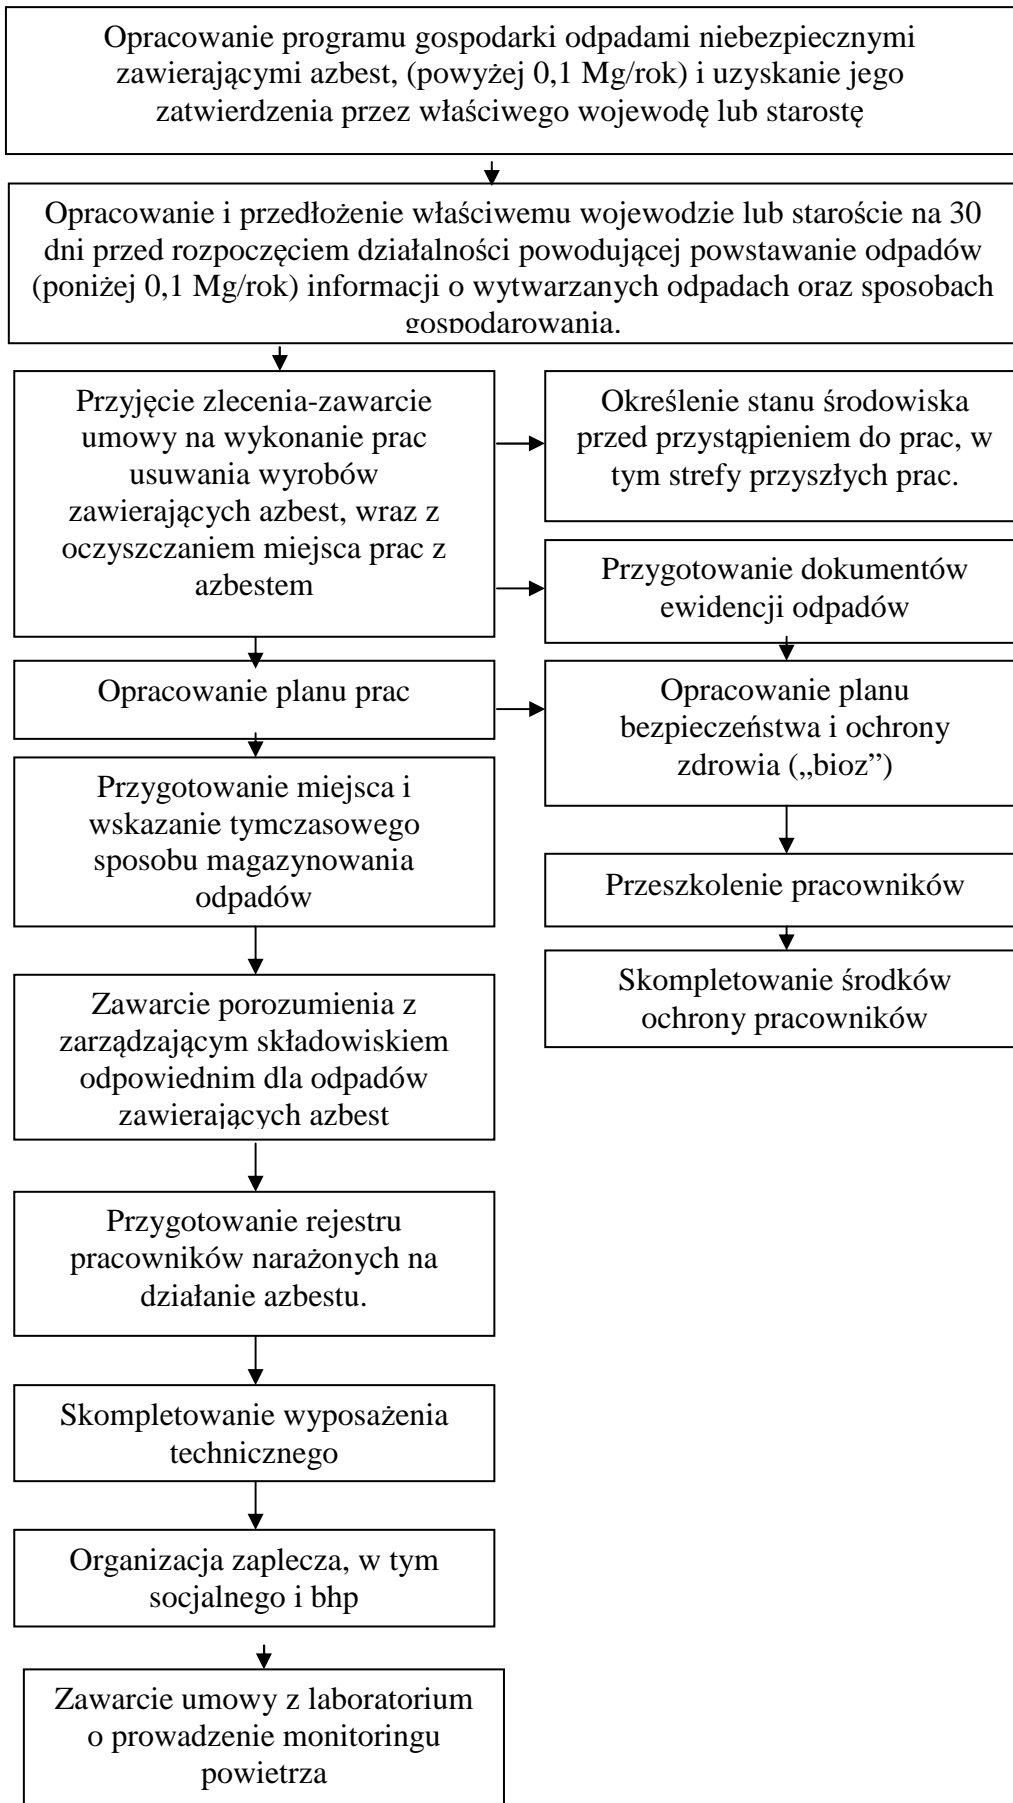 Opracowanie programu gospodarki odpadami niebezpiecznymi
zawierającymi azbest, (powyżej 0,1 Mg/rok) i uzyskanie jego
zatwierdzenia przez właściwego wojewodę lub starostę
Opracowanie i przedłożenie właściwemu wojewodzie lub staroście na 30
dni przed rozpoczęciem działalności powodującej powstawanie odpadów
(poniżej 0,1 Mg/rok) informacji o wytwarzanych odpadach oraz sposobach
gospodarowania.
Przyjęcie zlecenia-zawarcie
umowy na wykonanie prac
usuwania wyrobów
zawierających azbest, wraz z
oczyszczaniem miejsca prac z
azbestem
Określenie stanu środowiska
przed przystąpieniem do prac, w
tym strefy przyszłych prac.
Przygotowanie dokumentów
ewidencji odpadów
Opracowanie planu prac
Opracowanie planu
bezpieczeństwa i ochrony
zdrowia („bioz”)
Przygotowanie miejsca i
wskazanie tymczasowego
sposobu magazynowania
odpadów
Przeszkolenie pracowników
Skompletowanie środków
ochrony pracowników
Zawarcie porozumienia z
zarządzającym składowiskiem
odpowiednim dla odpadów
zawierających azbest
Przygotowanie rejestru
pracowników narażonych na
działanie azbestu.
Skompletowanie wyposażenia
technicznego
Organizacja zaplecza, w tym
socjalnego i bhp
Zawarcie umowy z laboratorium
o prowadzenie monitoringu
powietrza